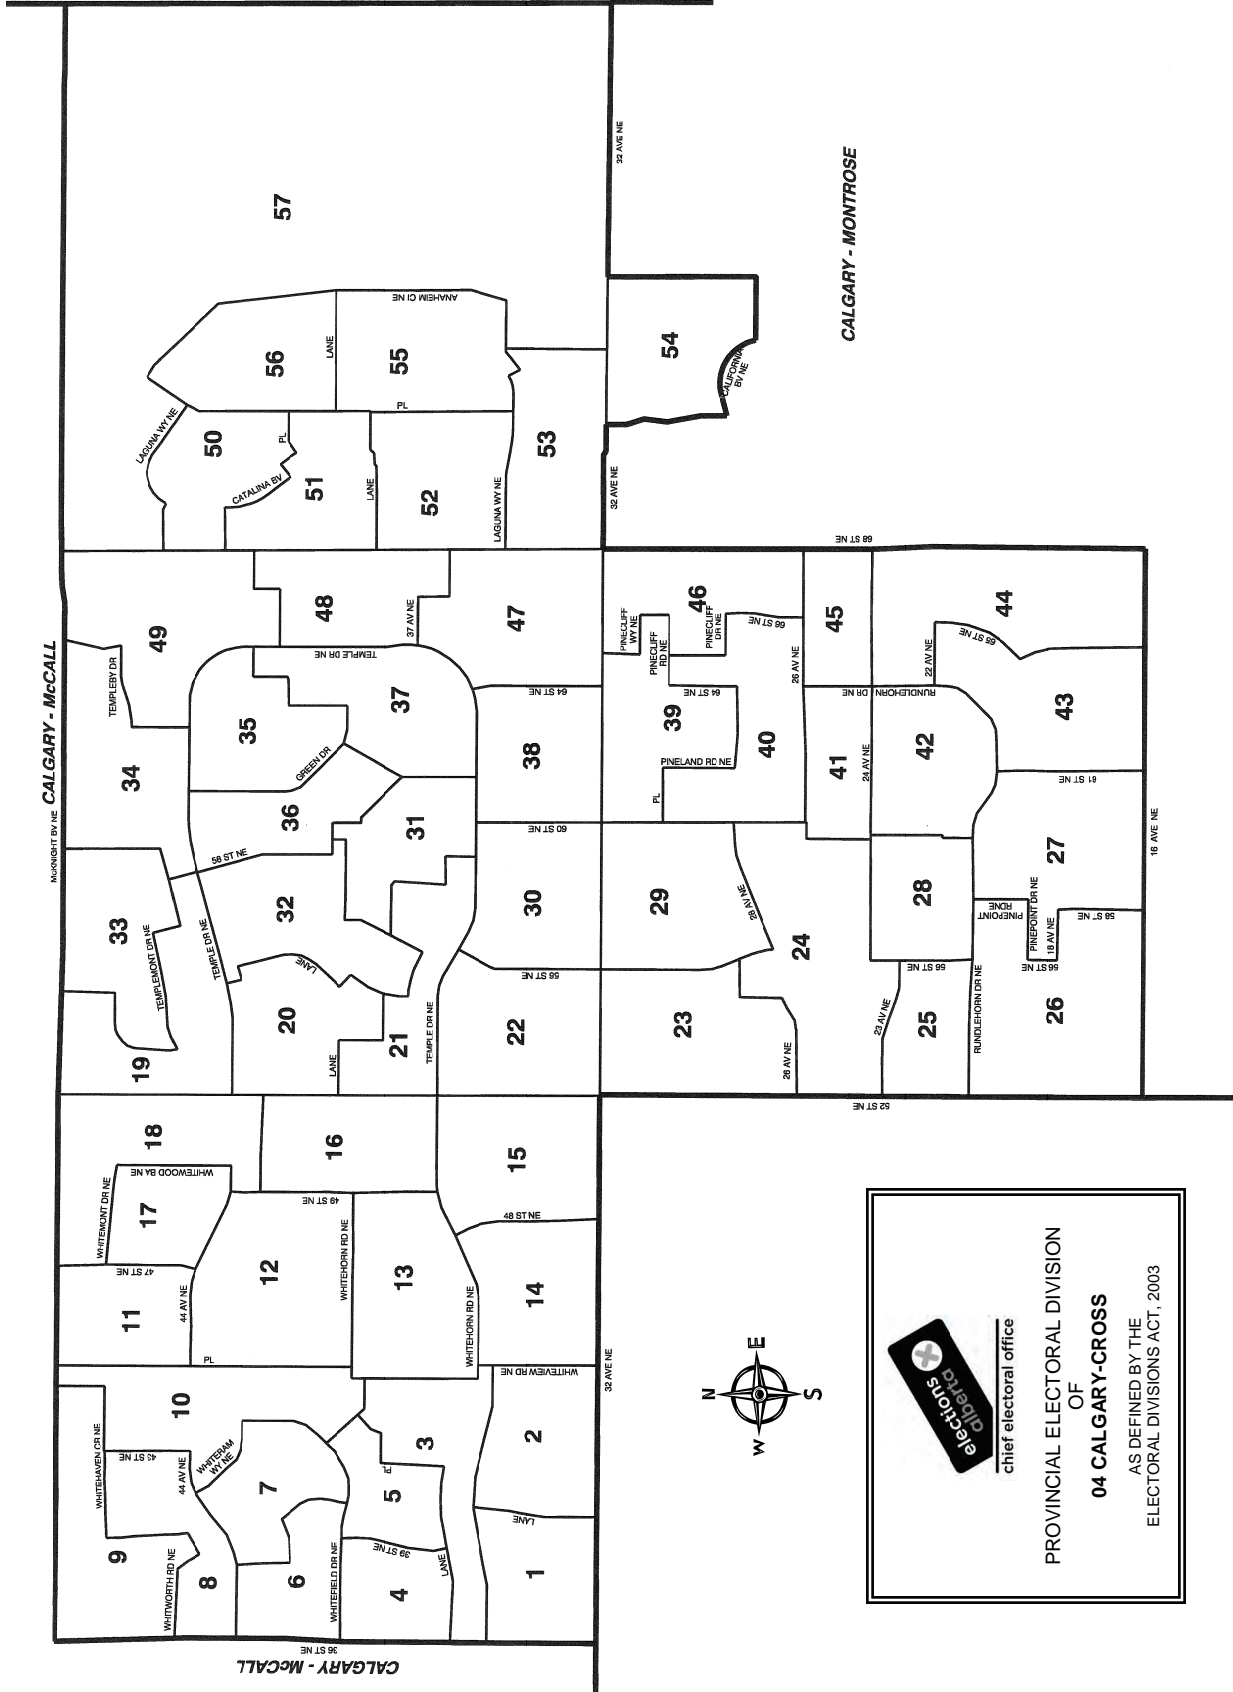 CALGARY - McCALL
McKNIGHT BV NE
57
32 AVE NE
CALGARY - MONTROSE
56
LANE
ANAHEIM CI NE
55
PL
54
CALIFORNIA
BV NE
LAGUNA WY NE
50
PL
CATALINA BV
51
LANE
52
LAGUNA WY NE
53
32 AVE NE
68 ST NE
49
TEMPLEBY DR
48
TEMPLE DR NE
37 AV NE
47
PINECLIFF
WY NE
46
PINECLIFF
RD NE
PINECLIFF
DR NE
68 ST NE
26 AV NE
45
44
65 ST NE
22 AV NE
34
35
GREEN DR
37
64 ST NE
38
64 ST NE
39
PINELAND RD NE
PL
40
DR NE
RUNDLEHORN
41
24 AV NE
42
43
61 ST NE
16 AVE NE
36
58 ST NE
31
60 ST NE
33
TEMPLEMONT DR NE
TEMPLE DR NE
32
LANE
30
29
28 AV NE
24
28
27
PINEPOINT
RDNE
PINEPOINT DR NE
18 AV NE
58 ST NE
56 ST NE
56 ST NE
56 ST NE
19
20
LANE
21
TEMPLE DR NE
22
23
26 AV NE
23 AV NE
25
RUNDLEHORN DR NE
26
52 ST NE
18
WHITEWOOD BA NE
WHITEMONT DR NE
17
16
49 ST NE
15
48 ST NE
47 ST NE
11
44 AV NE
PL
12
WHITEHORN RD NE
13
WHITEHORN RD NE
14
WHITEVIEW RD NE
32 AVE NE
10
WHITEHAVEN CR NE
43 ST NE
44 AV NE
WHITERAM
WY NE
7
3
2
PL
5
LANE
9
WHITWORTH RD NE
8
6
WHITEFIELD DR NE
39 ST NE
4
LANE
1
36 ST NE
CALGARY - McCALL
N
E
S
W
elections
alberta
chief electoral office
PROVINCIAL ELECTORAL DIVISION
OF
04 CALGARY-CROSS
AS DEFINED BY THE
ELECTORAL DIVISIONS ACT, 2003